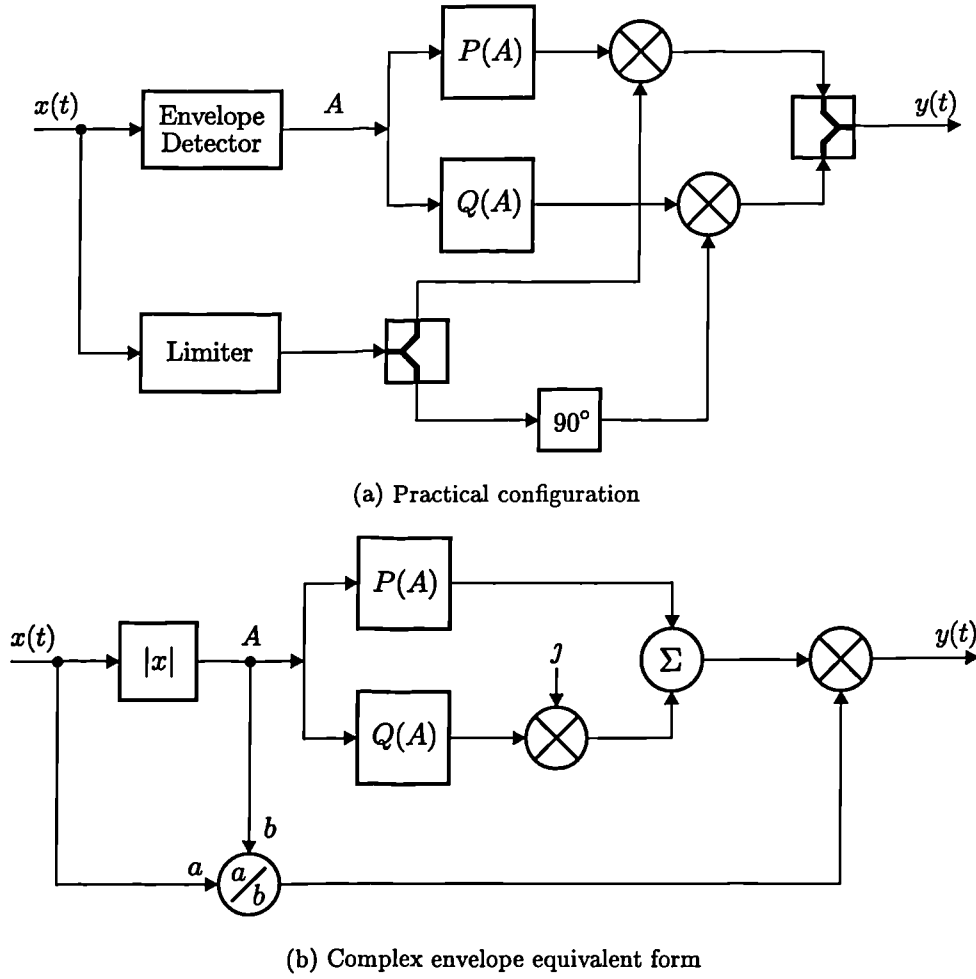 P(A)
x(t)
Envelope
Detector
A
y(t)
Q(A)
Limiter
90°
(a) Practical configuration
P(A)
x(t)
|x|
A
Σ
y(t)
ȷ
Q(A)
b
a
a/b
(b) Complex envelope equivalent form